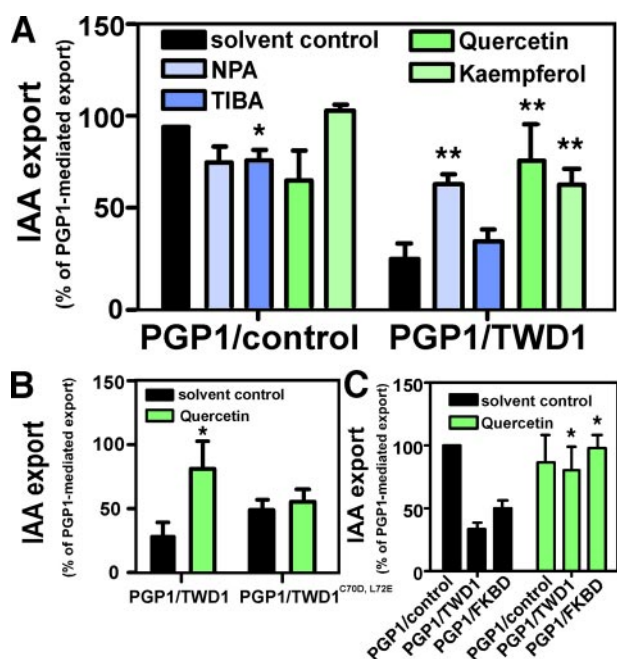 A
solvent control
NPA
TIBA
Quercetin
Kaempferol
IAA export
(% of PGP1-mediated export)
150
100
50
0
*
**
**
**
PGP1/control
PGP1/TWD1
B
solvent control
Quercetin
IAA export
(% of PGP1-mediated export)
150
100
50
0
*
PGP1/TWD1
PGP1/TWD1C70D, L72E
C
solvent control
Quercetin
IAA export
(% of PGP1-mediated export)
150
100
50
0
*
*
PGP1/control
PGP1/TWD1
PGP1/FKBD
PGP1/control
PGP1/TWD1
PGP1/FKBD